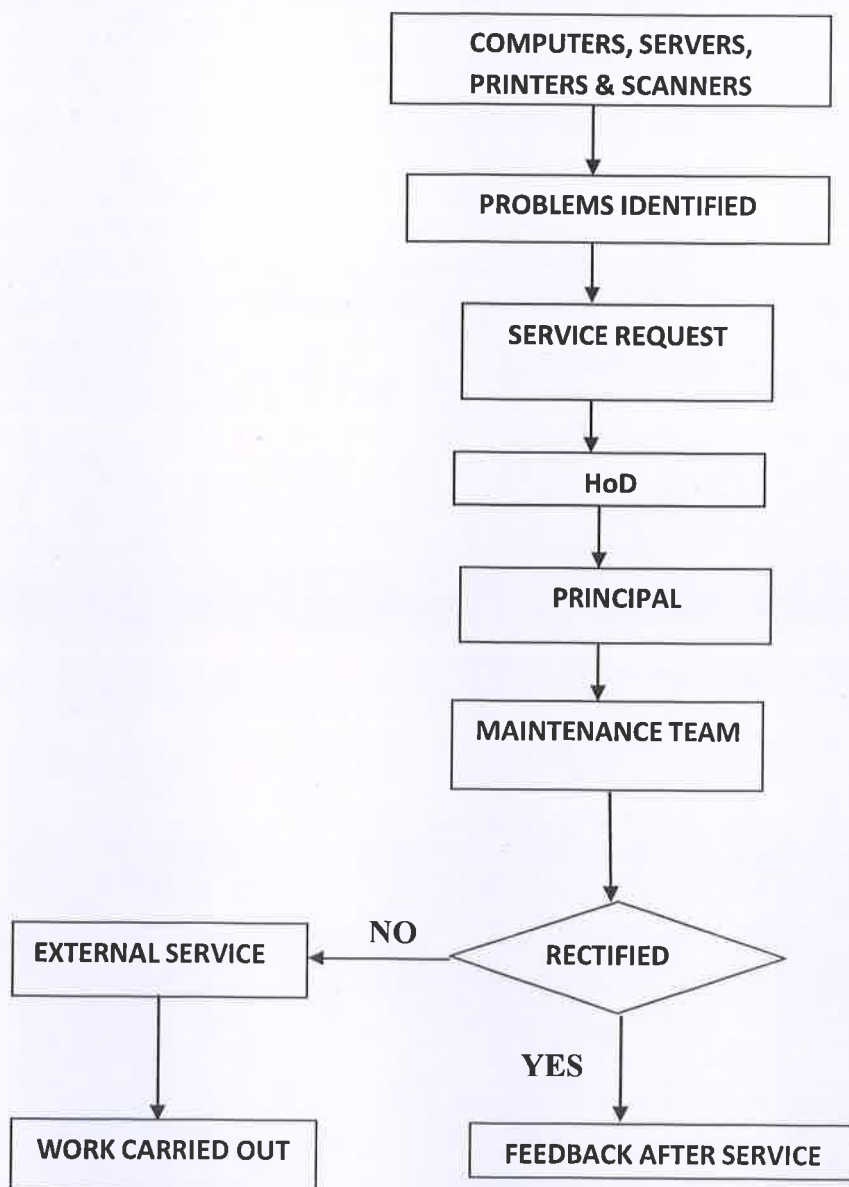 COMPUTERS, SERVERS,
PRINTERS & SCANNERS
PROBLEMS IDENTIFIED
SERVICE REQUEST
HoD
PRINCIPAL
MAINTENANCE TEAM
RECTIFIED
NO
EXTERNAL SERVICE
YES
WORK CARRIED OUT
FEEDBACK AFTER SERVICE